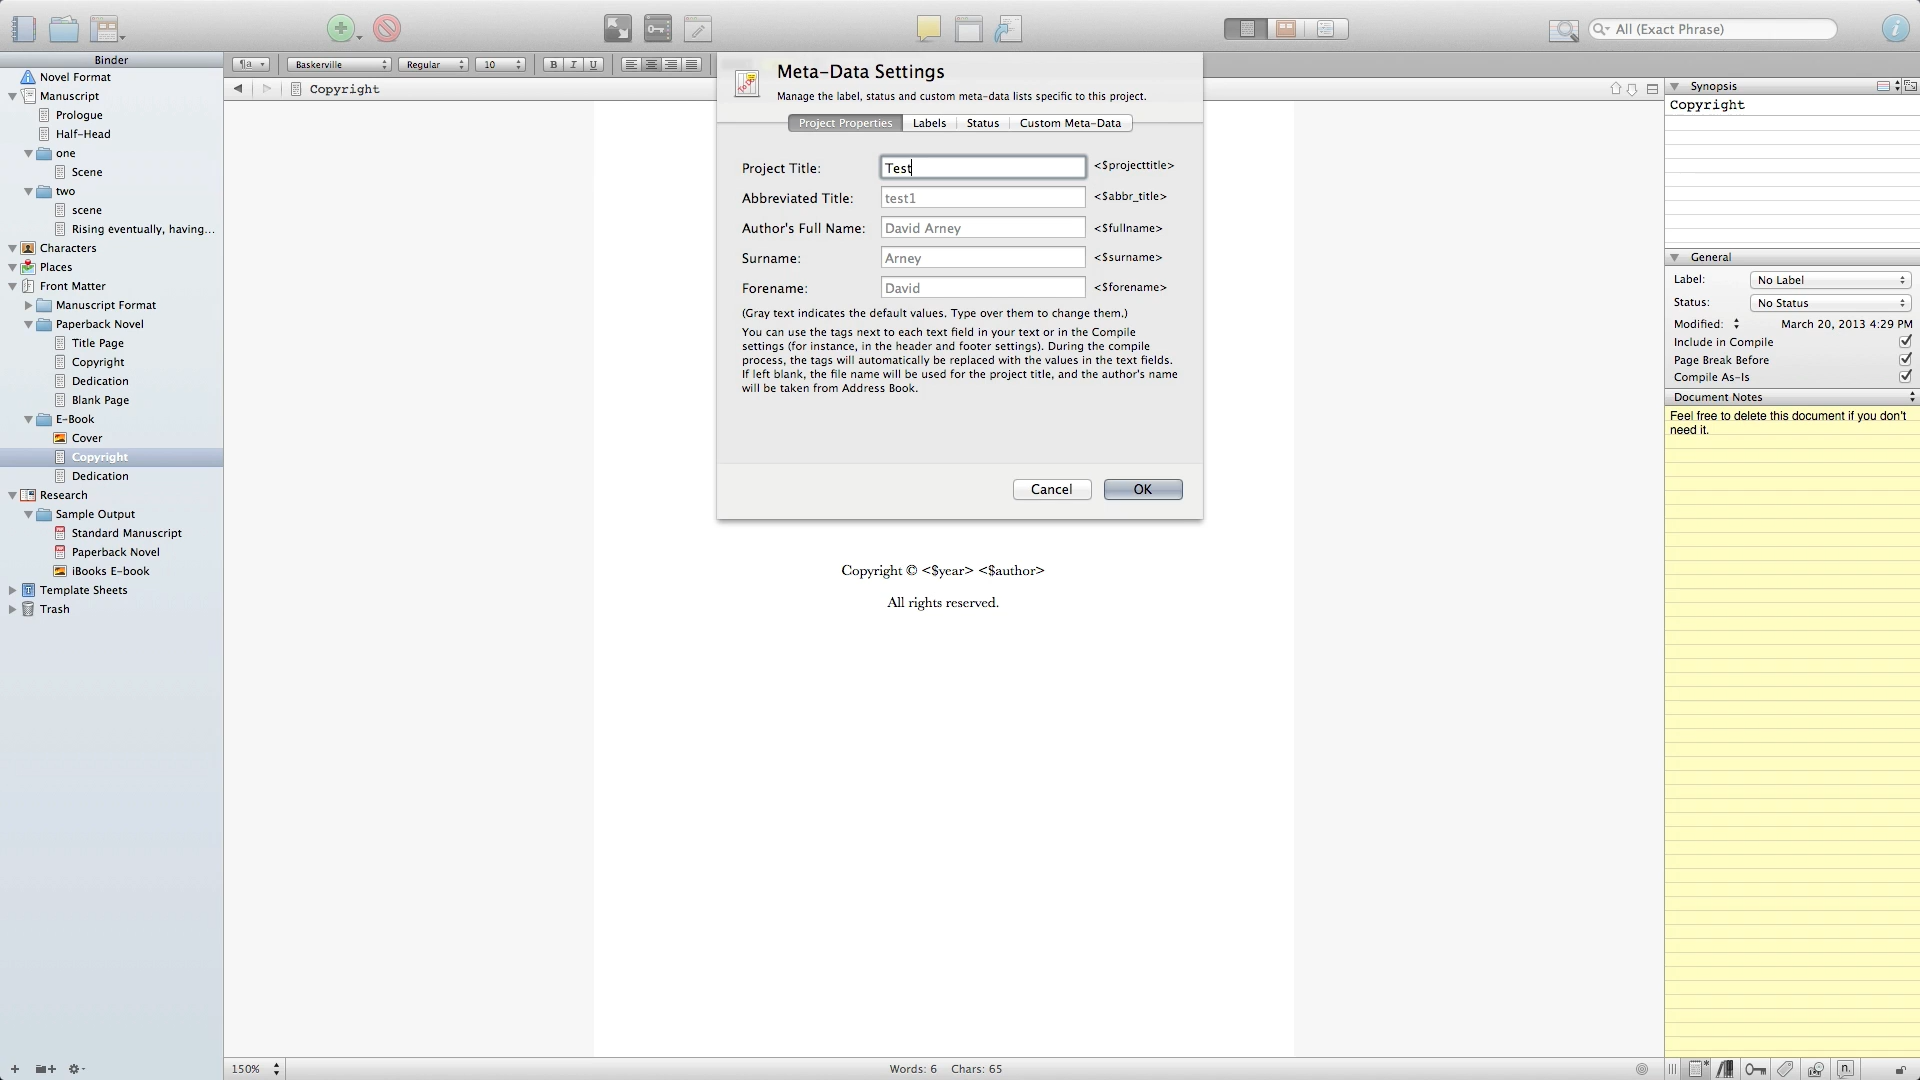 All (Exact Phrase)
Binder
Novel Format
Manuscript
Prologue
Half-Head
one
Scene
two
scene
Rising eventually, having...
Characters
Places
Front Matter
Manuscript Format
Paperback Novel
Title Page
Copyright
Dedication
Blank Page
E-Book
Cover
Copyright
Dedication
Research
Sample Output
Standard Manuscript
Paperback Novel
iBooks E-book
Template Sheets
Trash
¶a Baskerville Regular 10 B I U
Copyright
Meta-Data Settings
Manage the label, status and custom meta-data lists specific to this project.
Project Properties Labels Status Custom Meta-Data
Project Title: Test <$projecttitle>
Abbreviated Title: test1 <$abbr_title>
Author's Full Name: David Arney <$fullname>
Surname: Arney <$surname>
Forename: David <$forename>
(Gray text indicates the default values. Type over them to change them.)
You can use the tags next to each text field in your text or in the Compile
settings (for instance, in the header and footer settings). During the compile
process, the tags will automatically be replaced with the values in the text fields.
If left blank, the file name will be used for the project title, and the author's name
will be taken from Address Book.
Cancel OK
Copyright © <$year> <$author>
All rights reserved.
Synopsis
Copyright
General
Label: No Label
Status: No Status
Modified: March 20, 2013 4:29 PM
Include in Compile
Page Break Before
Compile As-Is
Document Notes
Feel free to delete this document if you don't
need it.
150% Words: 6 Chars: 65